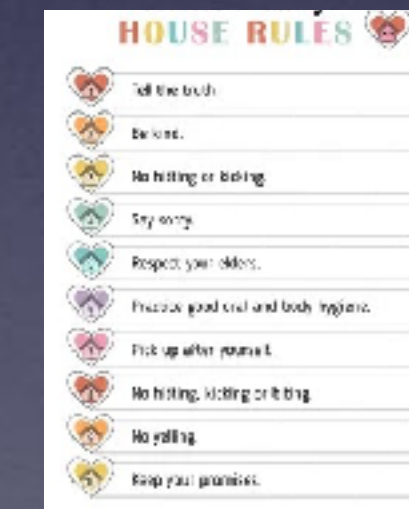 HOUSE RULES
Tell the truth.
Be kind.
No hitting or kicking.
Say sorry.
Respect your elders.
Practice good oral and body hygiene.
Pick up after yourself.
No hitting, kicking or biting.
No yelling.
Keep your promises.